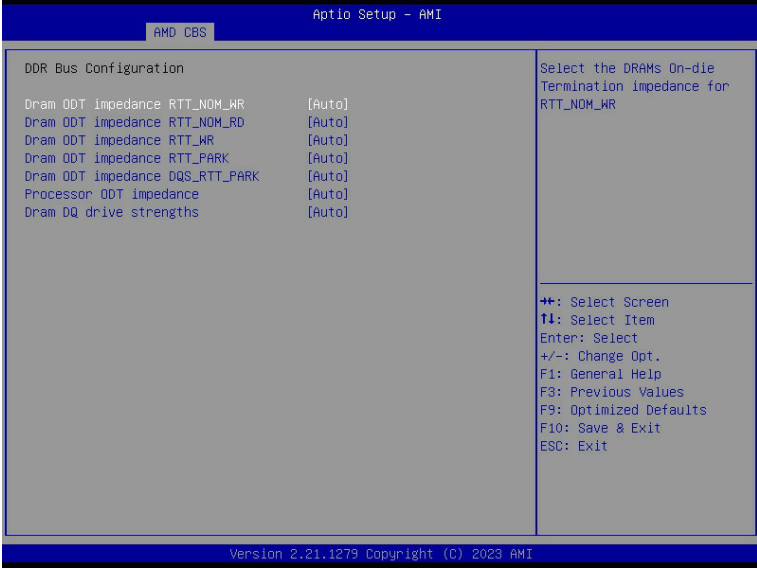 Aptio Setup – AMI
AMD CBS
DDR Bus Configuration
Dram ODT impedance RTT_NOM_WR [Auto]
Dram ODT impedance RTT_NOM_RD [Auto]
Dram ODT impedance RTT_WR [Auto]
Dram ODT impedance RTT_PARK [Auto]
Dram ODT impedance DQS_RTT_PARK [Auto]
Processor ODT impedance [Auto]
Dram DQ drive strengths [Auto]
Select the DRAMs On-die
Termination impedance for
RTT_NOM_WR
→←: Select Screen
↑↓: Select Item
Enter: Select
+/-: Change Opt.
F1: General Help
F3: Previous Values
F9: Optimized Defaults
F10: Save & Exit
ESC: Exit
Version 2.21.1279 Copyright (C) 2023 AMI